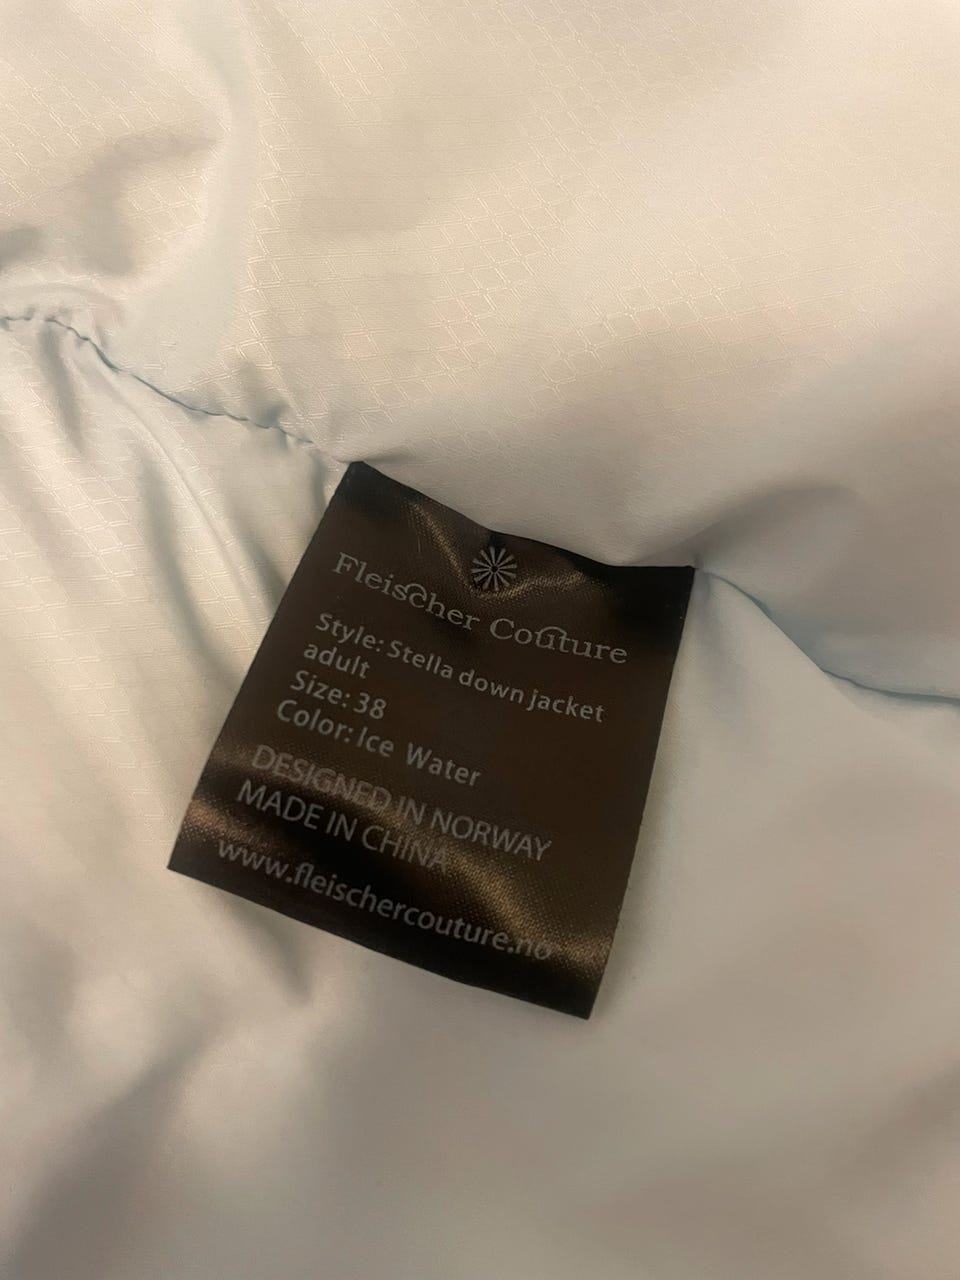 Fleischer Couture
Style: Stella down jacket
adult
Size: 38
Color: Ice Water
DESIGNED IN NORWAY
MADE IN CHINA
www.fleischercouture.no